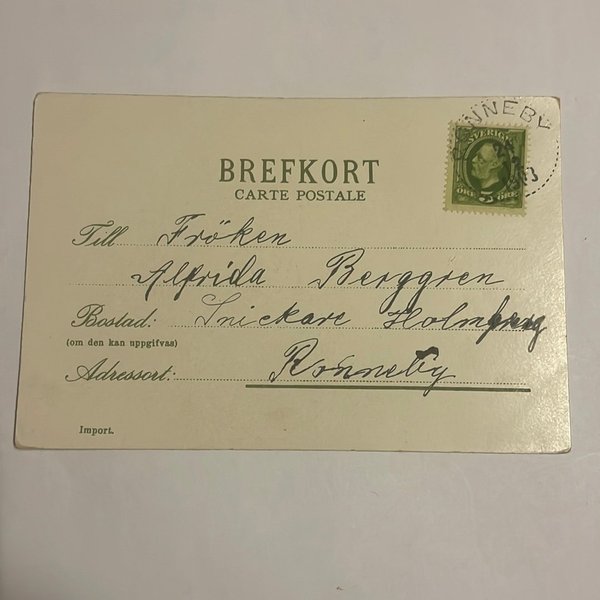 RONNEBY
SVERIGE
ÖRE 5 ÖRE
BREFKORT
CARTE POSTALE
Till Fröken
Alfrida Berggren
Bostad: Snickare Holmberg
(om den kan uppgifvas)
Adressort: Ronneby
Import.